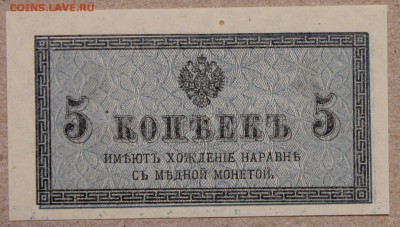 COINS.LAVE.RU
5 КОПѢЕКЪ 5
ИМѢЮТЪ ХОЖДЕНІЕ НАРАВНѢ
СЪ МѢДНОЙ МОНЕТОЙ.